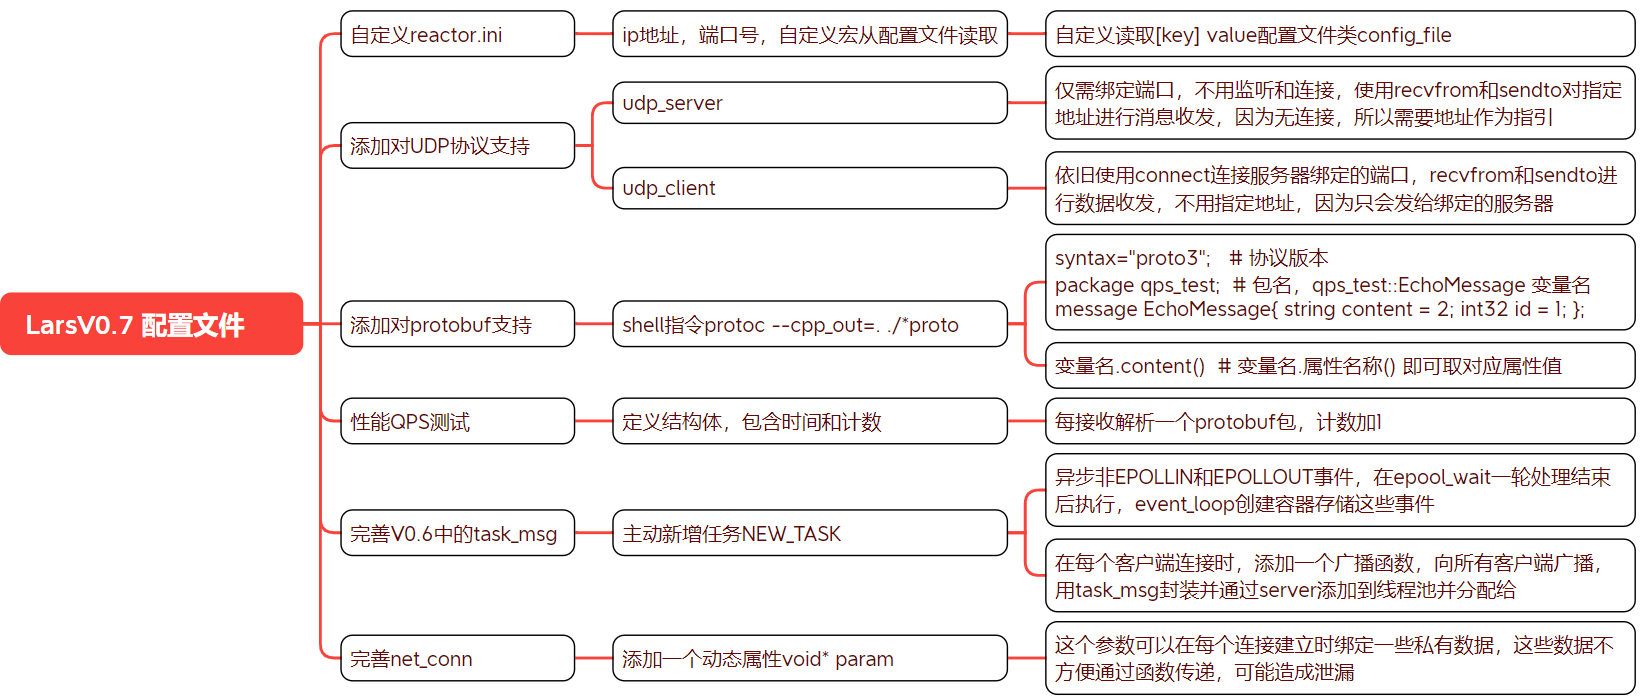 LarsV0.7 配置文件
自定义reactor.ini
ip地址，端口号，自定义宏从配置文件读取
自定义读取[key] value配置文件类config_file
添加对UDP协议支持
udp_server
仅需绑定端口，不用监听和连接，使用recvfrom和sendto对指定
地址进行消息收发，因为无连接，所以需要地址作为指引
udp_client
依旧使用connect连接服务器绑定的端口，recvfrom和sendto进
行数据收发，不用指定地址，因为只会发给绑定的服务器
添加对protobuf支持
shell指令protoc --cpp_out=. ./*proto
syntax="proto3";   # 协议版本
package qps_test;  # 包名，qps_test::EchoMessage 变量名
message EchoMessage{ string content = 2; int32 id = 1; };
变量名.content()  # 变量名.属性名称() 即可取对应属性值
性能QPS测试
定义结构体，包含时间和计数
每接收解析一个protobuf包，计数加1
完善V0.6中的task_msg
主动新增任务NEW_TASK
异步非EPOLLIN和EPOLLOUT事件，在epool_wait一轮处理结束
后执行，event_loop创建容器存储这些事件
在每个客户端连接时，添加一个广播函数，向所有客户端广播，
用task_msg封装并通过server添加到线程池并分配给
完善net_conn
添加一个动态属性void* param
这个参数可以在每个连接建立时绑定一些私有数据，这些数据不
方便通过函数传递，可能造成泄漏